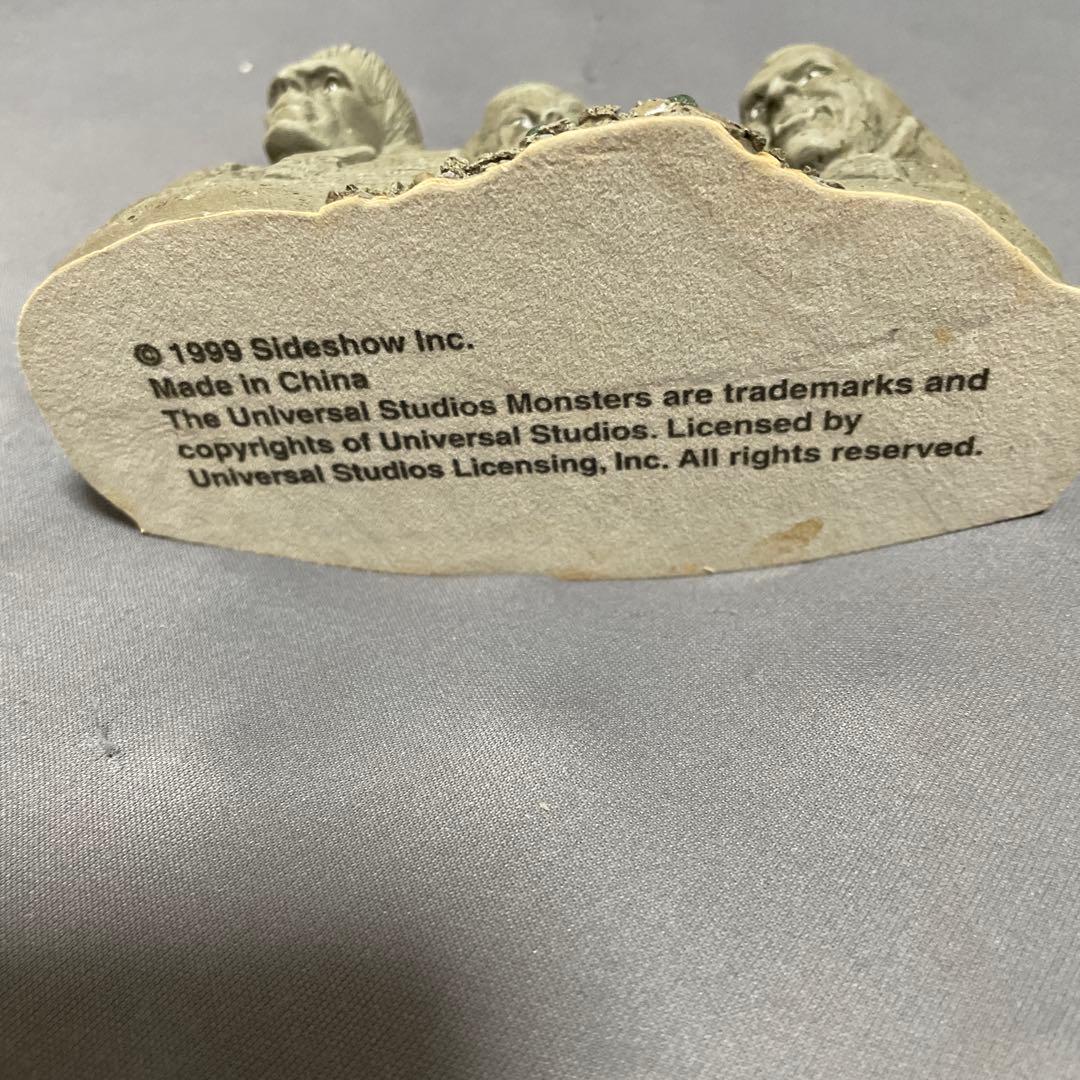 © 1999 Sideshow Inc.
Made in China
The Universal Studios Monsters are trademarks and
copyrights of Universal Studios. Licensed by
Universal Studios Licensing, Inc. All rights reserved.